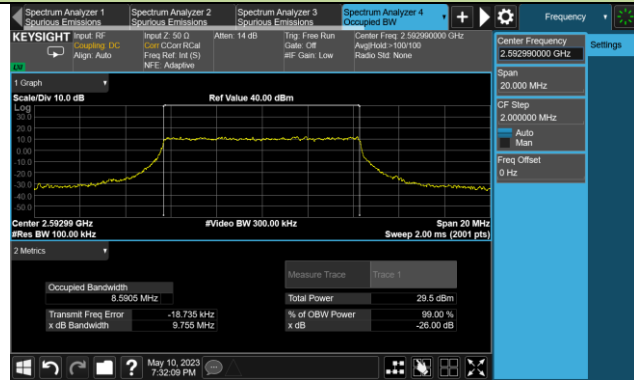 Spectrum Analyzer 1
Spurious Emissions
Spectrum Analyzer 2
Spurious Emissions
Spectrum Analyzer 3
Spurious Emissions
Spectrum Analyzer 4
Occupied BW
Frequency
KEYSIGHT
Input: RF
Coupling: DC
Align: Auto
Input Z: 50 Ω
Corr CCorr RCal
Freq Ref: Int (S)
NFE: Adaptive
Atten: 14 dB
Trig: Free Run
Gate: Off
#IF Gain: Low
Center Freq: 2.592990000 GHz
Avg|Hold:>100/100
Radio Std: None
Center Frequency
2.592990000 GHz
Settings
Span
20.000 MHz
CF Step
2.000000 MHz
Auto
Man
Freq Offset
0 Hz
1 Graph
Scale/Div 10.0 dB
Ref Value 40.00 dBm
Log
30.0
20.0
10.0
0.00
-10.0
-20.0
-30.0
-40.0
-50.0
Center 2.59299 GHz
#Video BW 300.00 kHz
Span 20 MHz
#Res BW 100.00 kHz
Sweep 2.00 ms (2001 pts)
2 Metrics
Measure Trace
Trace 1
Occupied Bandwidth
8.5905 MHz
Total Power
29.5 dBm
Transmit Freq Error
-18.735 kHz
% of OBW Power
99.00 %
x dB Bandwidth
9.755 MHz
x dB
-26.00 dB
May 10, 2023
7:32:09 PM